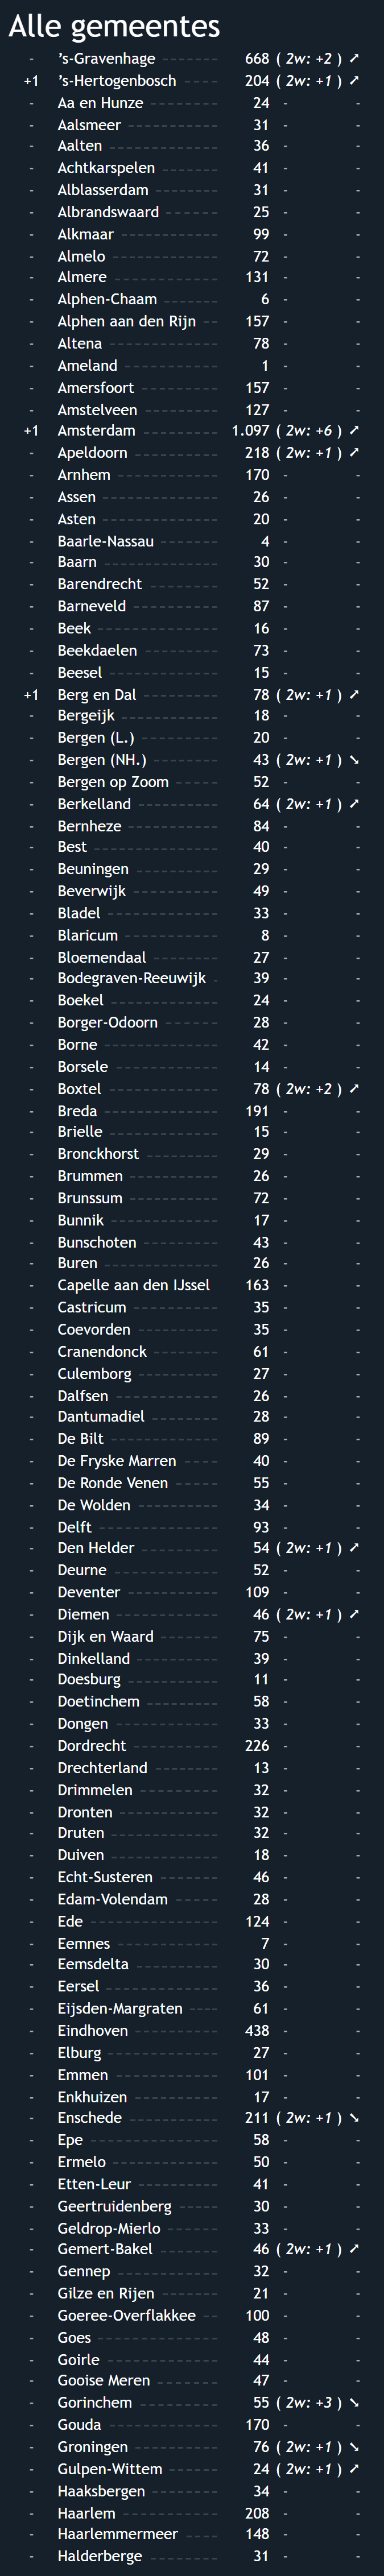 Alle gemeentes
- 's-Gravenhage 668 ( 2w: +2 ) ➚
+1 's-Hertogenbosch 204 ( 2w: +1 ) ➚
- Aa en Hunze 24 - -
- Aalsmeer 31 - -
- Aalten 36 - -
- Achtkarspelen 41 - -
- Alblasserdam 31 - -
- Albrandswaard 25 - -
- Alkmaar 99 - -
- Almelo 72 - -
- Almere 131 - -
- Alphen-Chaam 6 - -
- Alphen aan den Rijn 157 - -
- Altena 78 - -
- Ameland 1 - -
- Amersfoort 157 - -
- Amstelveen 127 - -
+1 Amsterdam 1.097 ( 2w: +6 ) ➚
- Apeldoorn 218 ( 2w: +1 ) ➚
- Arnhem 170 - -
- Assen 26 - -
- Asten 20 - -
- Baarle-Nassau 4 - -
- Baarn 30 - -
- Barendrecht 52 - -
- Barneveld 87 - -
- Beek 16 - -
- Beekdaelen 73 - -
- Beesel 15 - -
+1 Berg en Dal 78 ( 2w: +1 ) ➚
- Bergeijk 18 - -
- Bergen (L.) 20 - -
- Bergen (NH.) 43 ( 2w: +1 ) ➘
- Bergen op Zoom 52 - -
- Berkelland 64 ( 2w: +1 ) ➚
- Bernheze 84 - -
- Best 40 - -
- Beuningen 29 - -
- Beverwijk 49 - -
- Bladel 33 - -
- Blaricum 8 - -
- Bloemendaal 27 - -
- Bodegraven-Reeuwijk 39 - -
- Boekel 24 - -
- Borger-Odoorn 28 - -
- Borne 42 - -
- Borsele 14 - -
- Boxtel 78 ( 2w: +2 ) ➚
- Breda 191 - -
- Brielle 15 - -
- Bronckhorst 29 - -
- Brummen 26 - -
- Brunssum 72 - -
- Bunnik 17 - -
- Bunschoten 43 - -
- Buren 26 - -
- Capelle aan den IJssel 163 - -
- Castricum 35 - -
- Coevorden 35 - -
- Cranendonck 61 - -
- Culemborg 27 - -
- Dalfsen 26 - -
- Dantumadiel 28 - -
- De Bilt 89 - -
- De Fryske Marren 40 - -
- De Ronde Venen 55 - -
- De Wolden 34 - -
- Delft 93 - -
- Den Helder 54 ( 2w: +1 ) ➚
- Deurne 52 - -
- Deventer 109 - -
- Diemen 46 ( 2w: +1 ) ➚
- Dijk en Waard 75 - -
- Dinkelland 39 - -
- Doesburg 11 - -
- Doetinchem 58 - -
- Dongen 33 - -
- Dordrecht 226 - -
- Drechterland 13 - -
- Drimmelen 32 - -
- Dronten 32 - -
- Druten 32 - -
- Duiven 18 - -
- Echt-Susteren 46 - -
- Edam-Volendam 28 - -
- Ede 124 - -
- Eemnes 7 - -
- Eemsdelta 30 - -
- Eersel 36 - -
- Eijsden-Margraten 61 - -
- Eindhoven 438 - -
- Elburg 27 - -
- Emmen 101 - -
- Enkhuizen 17 - -
- Enschede 211 ( 2w: +1 ) ➘
- Epe 58 - -
- Ermelo 50 - -
- Etten-Leur 41 - -
- Geertruidenberg 30 - -
- Geldrop-Mierlo 33 - -
- Gemert-Bakel 46 ( 2w: +1 ) ➚
- Gennep 32 - -
- Gilze en Rijen 21 - -
- Goeree-Overflakkee 100 - -
- Goes 48 - -
- Goirle 44 - -
- Gooise Meren 47 - -
- Gorinchem 55 ( 2w: +3 ) ➘
- Gouda 170 - -
- Groningen 76 ( 2w: +1 ) ➘
- Gulpen-Wittem 24 ( 2w: +1 ) ➚
- Haaksbergen 34 - -
- Haarlem 208 - -
- Haarlemmermeer 148 - -
- Halderberge 31 - -